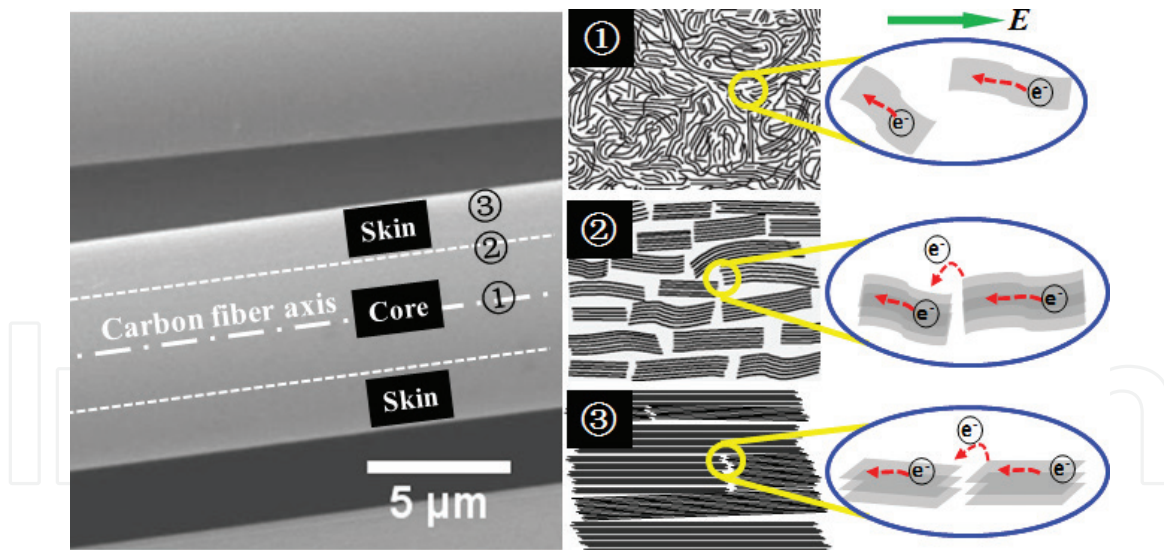 ① E
e⁻
e⁻
③
Skin
②
②
e⁻
Carbon fiber axis
Core
①
e⁻
e⁻
Skin
③
e⁻
e⁻
e⁻
5 μm